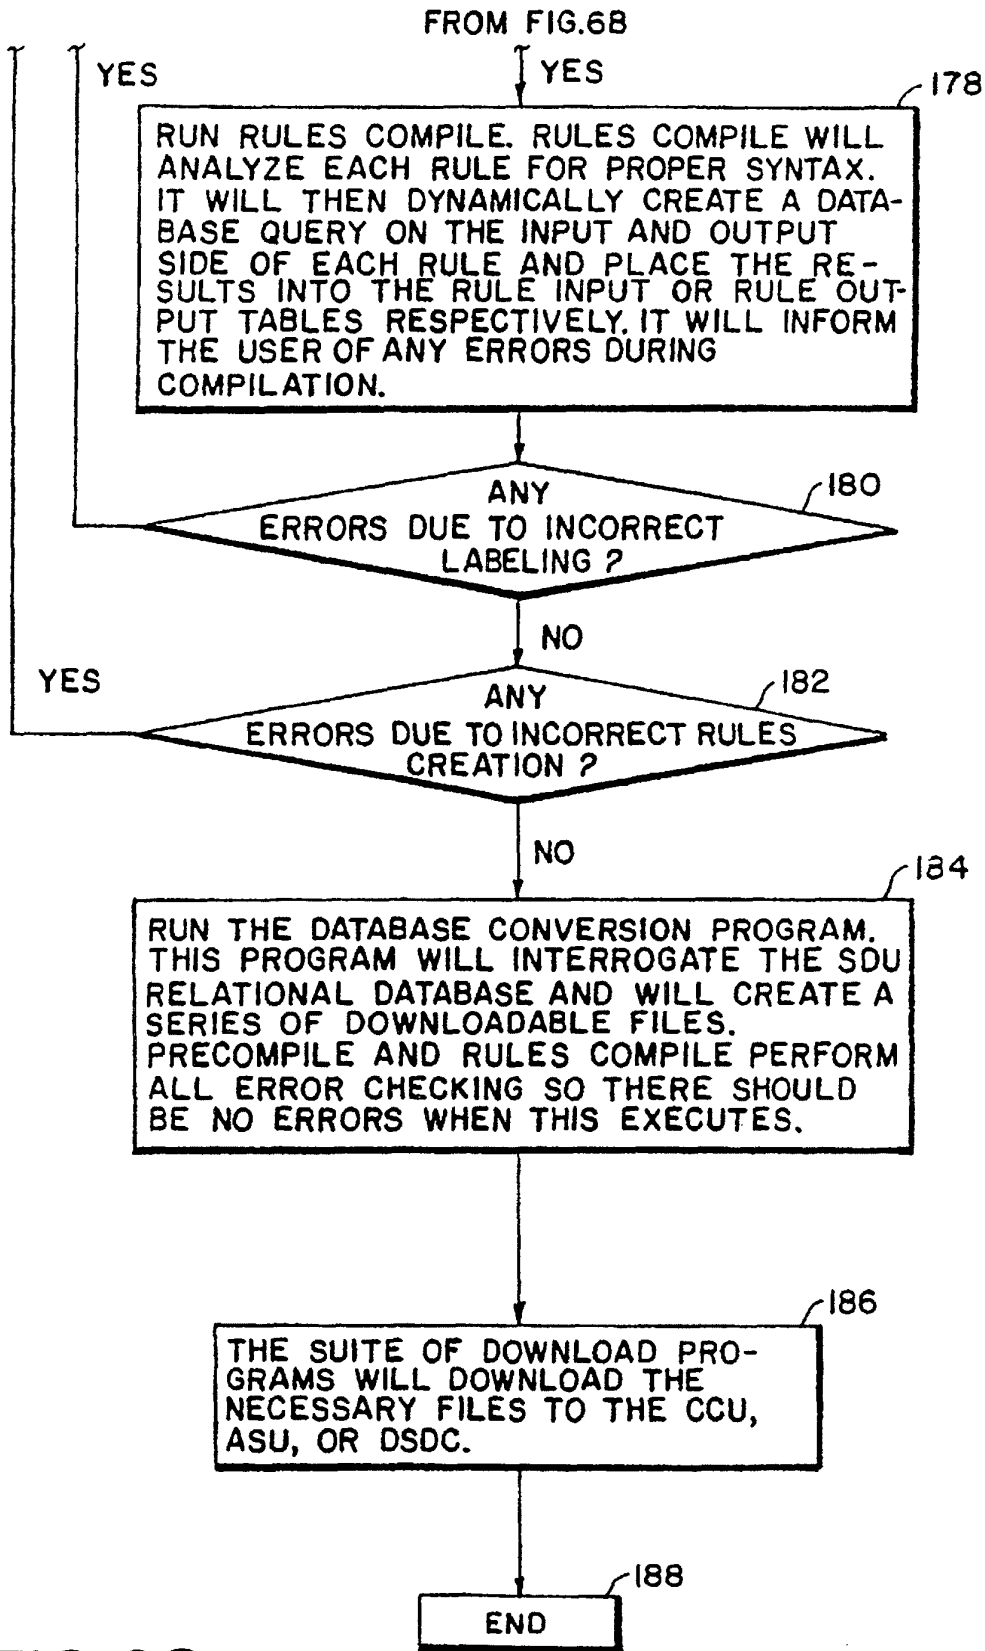 FROM FIG.6B
YES
YES
178
RUN RULES COMPILE. RULES COMPILE WILL
ANALYZE EACH RULE FOR PROPER SYNTAX.
IT WILL THEN DYNAMICALLY CREATE A DATA-
BASE QUERY ON THE INPUT AND OUTPUT
SIDE OF EACH RULE AND PLACE THE RE-
SULTS INTO THE RULE INPUT OR RULE OUT-
PUT TABLES RESPECTIVELY. IT WILL INFORM
THE USER OF ANY ERRORS DURING
COMPILATION.
180
ANY
ERRORS DUE TO INCORRECT
LABELING ?
NO
YES
182
ANY
ERRORS DUE TO INCORRECT RULES
CREATION ?
NO
184
RUN THE DATABASE CONVERSION PROGRAM.
THIS PROGRAM WILL INTERROGATE THE SDU
RELATIONAL DATABASE AND WILL CREATE A
SERIES OF DOWNLOADABLE FILES.
PRECOMPILE AND RULES COMPILE PERFORM
ALL ERROR CHECKING SO THERE SHOULD
BE NO ERRORS WHEN THIS EXECUTES.
186
THE SUITE OF DOWNLOAD PRO-
GRAMS WILL DOWNLOAD THE
NECESSARY FILES TO THE CCU,
ASU, OR DSDC.
188
END